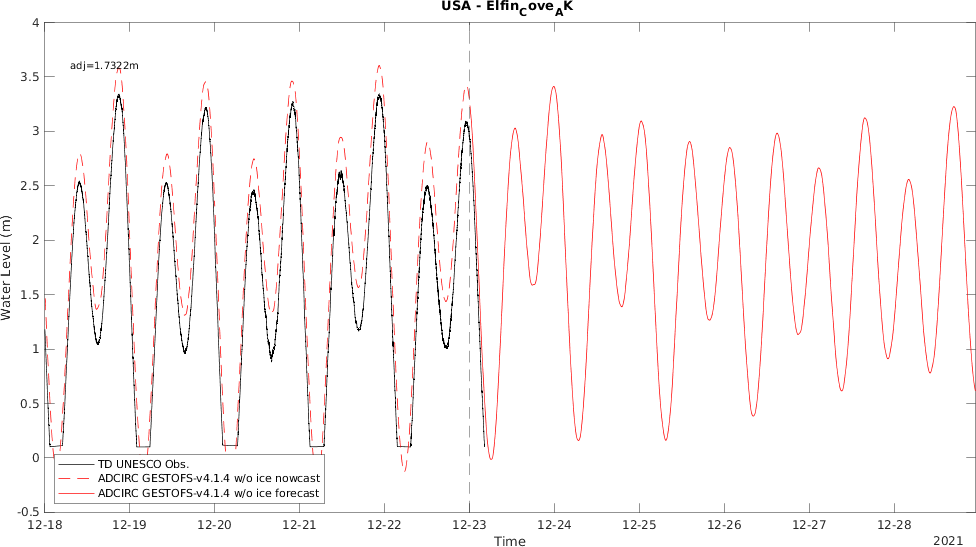 USA - ElfinCoveAK
4
adj=1.7322m
3.5
3
2.5
2
1.5
1
0.5
0
-0.5
Water Level (m)
TD UNESCO Obs.
ADCIRC GESTOFS-v4.1.4 w/o ice nowcast
ADCIRC GESTOFS-v4.1.4 w/o ice forecast
12-18 12-19 12-20 12-21 12-22 12-23 12-24 12-25 12-26 12-27 12-28
Time
2021